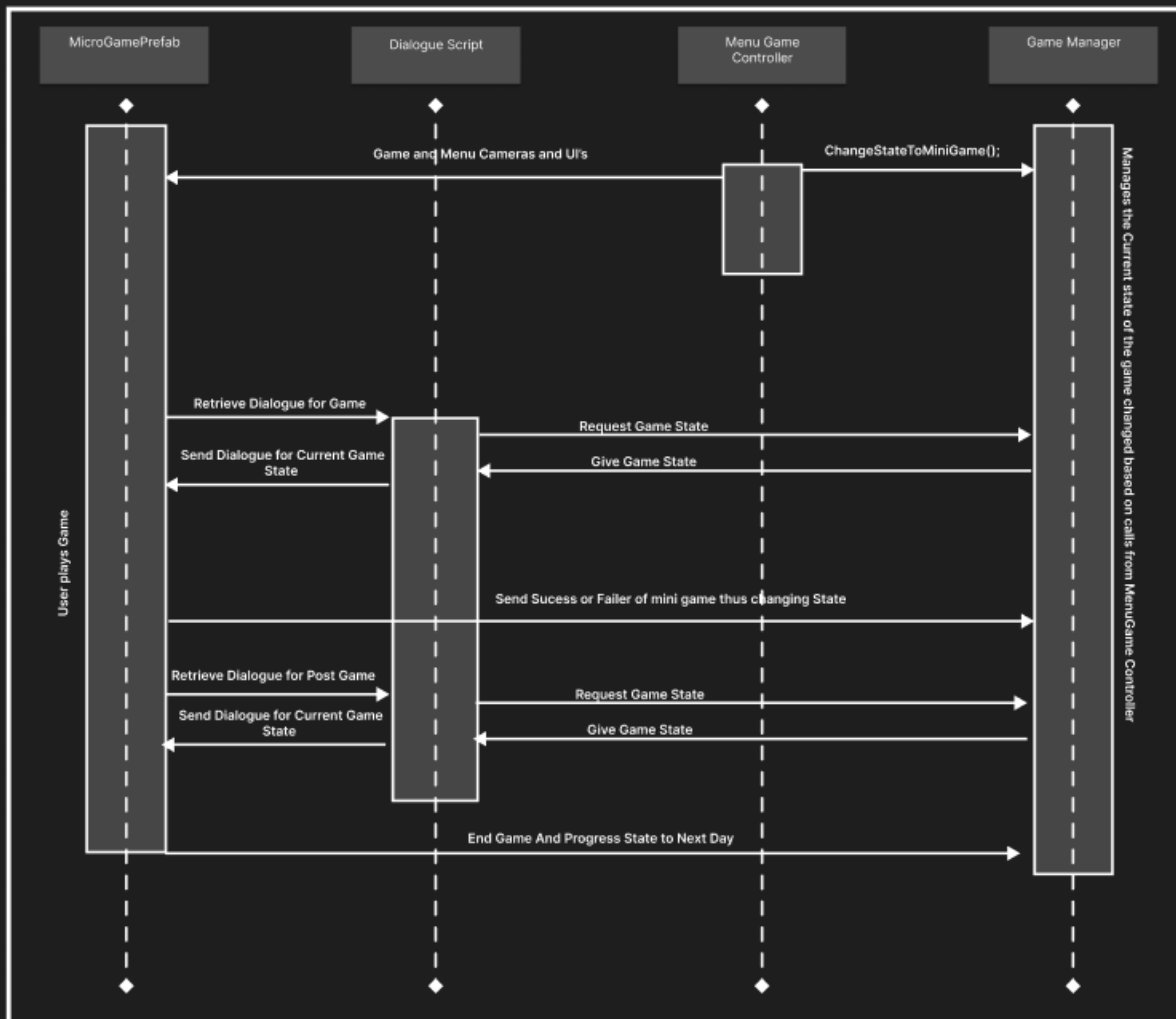 MicroGamePrefab
Dialogue Script
Menu Game
Controller
Game Manager
Game and Menu Cameras and UI's
ChangeStateToMiniGame();
Manages the Current state of the game changed based on calls from MenuGame Controller
Retrieve Dialogue for Game
Request Game State
Send Dialogue for Current Game
State
Give Game State
User plays Game
Send Sucess or Failer of mini game thus changing State
Retrieve Dialogue for Post Game
Request Game State
Send Dialogue for Current Game
State
Give Game State
End Game And Progress State to Next Day